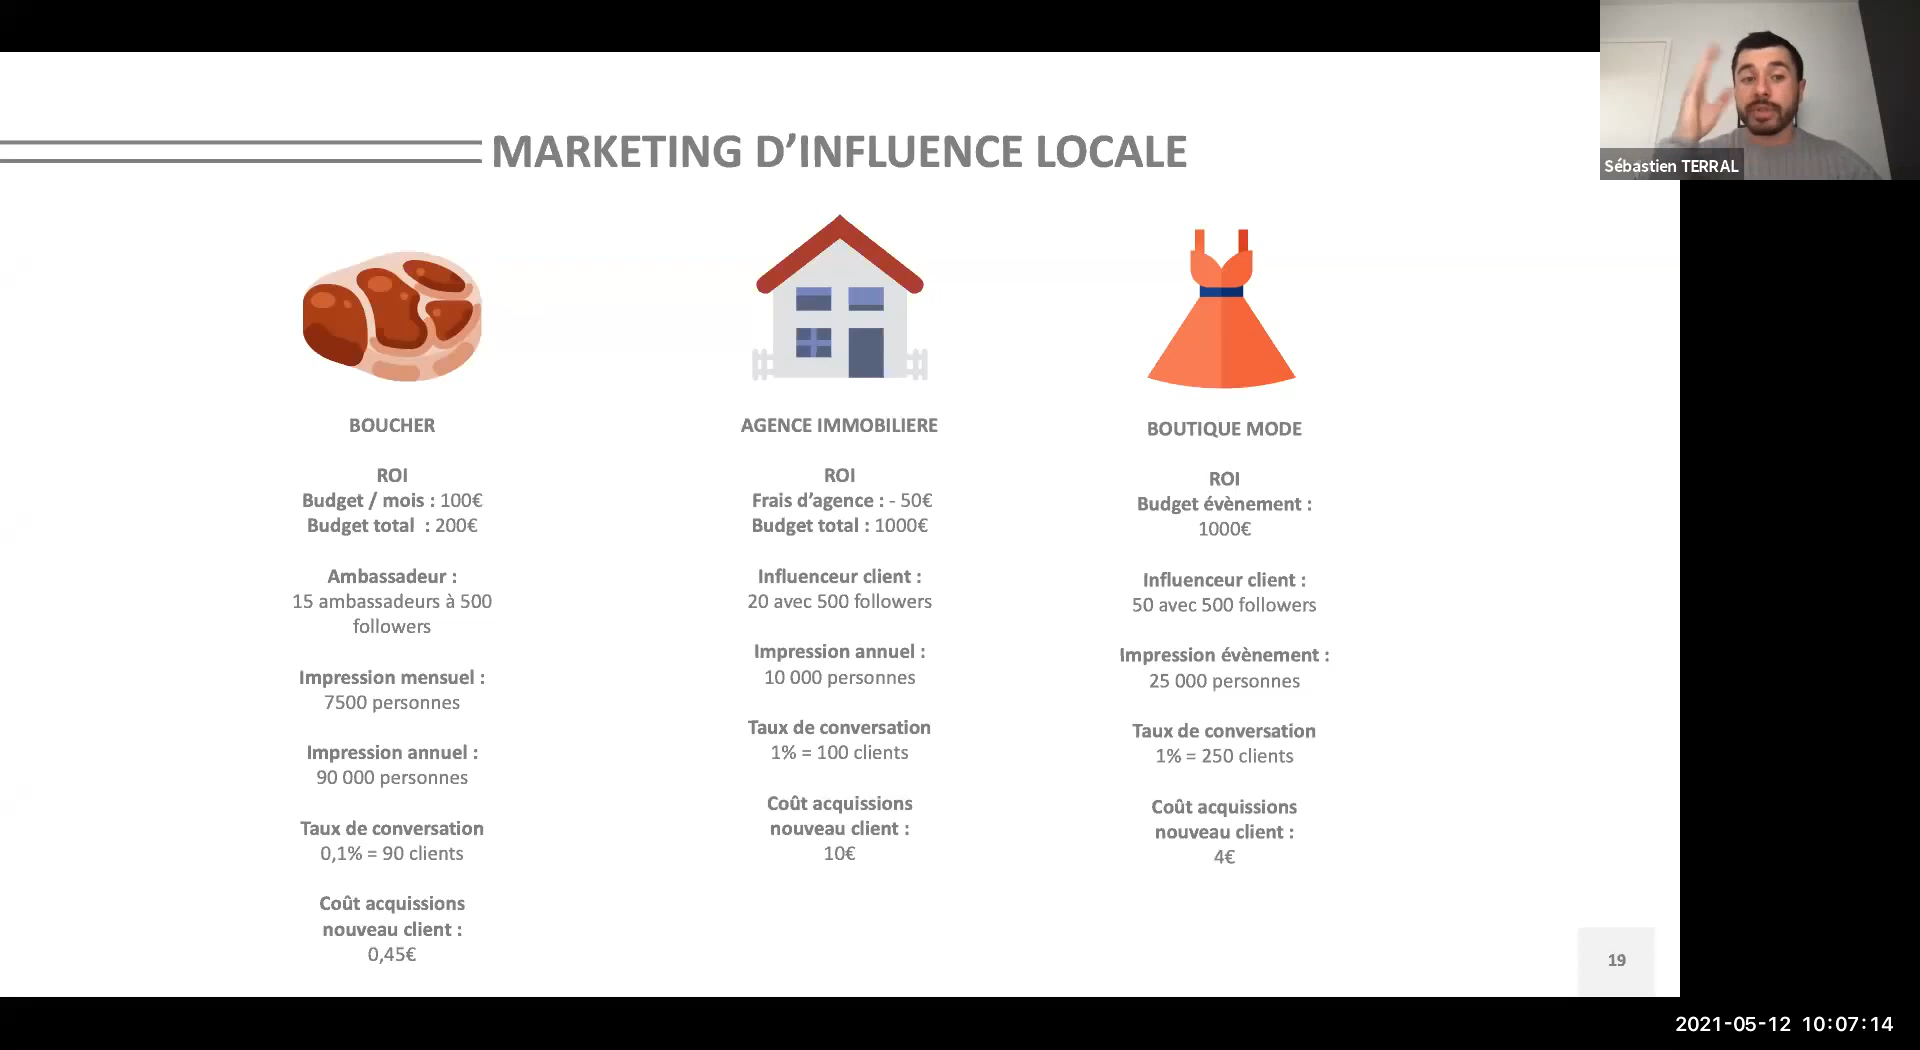 Sébastien TERRAL
MARKETING D’INFLUENCE LOCALE
BOUCHER
ROI
Budget / mois : 100€
Budget total  : 200€
Ambassadeur :
15 ambassadeurs à 500
followers
Impression mensuel :
7500 personnes
Impression annuel :
90 000 personnes
Taux de conversation
0,1% = 90 clients
Coût acquissions
nouveau client :
0,45€
AGENCE IMMOBILIERE
ROI
Frais d’agence : - 50€
Budget total : 1000€
Influenceur client :
20 avec 500 followers
Impression annuel :
10 000 personnes
Taux de conversation
1% = 100 clients
Coût acquissions
nouveau client :
10€
BOUTIQUE MODE
ROI
Budget évènement :
1000€
Influenceur client :
50 avec 500 followers
Impression évènement :
25 000 personnes
Taux de conversation
1% = 250 clients
Coût acquissions
nouveau client :
4€
19
2021-05-12 10:07:14